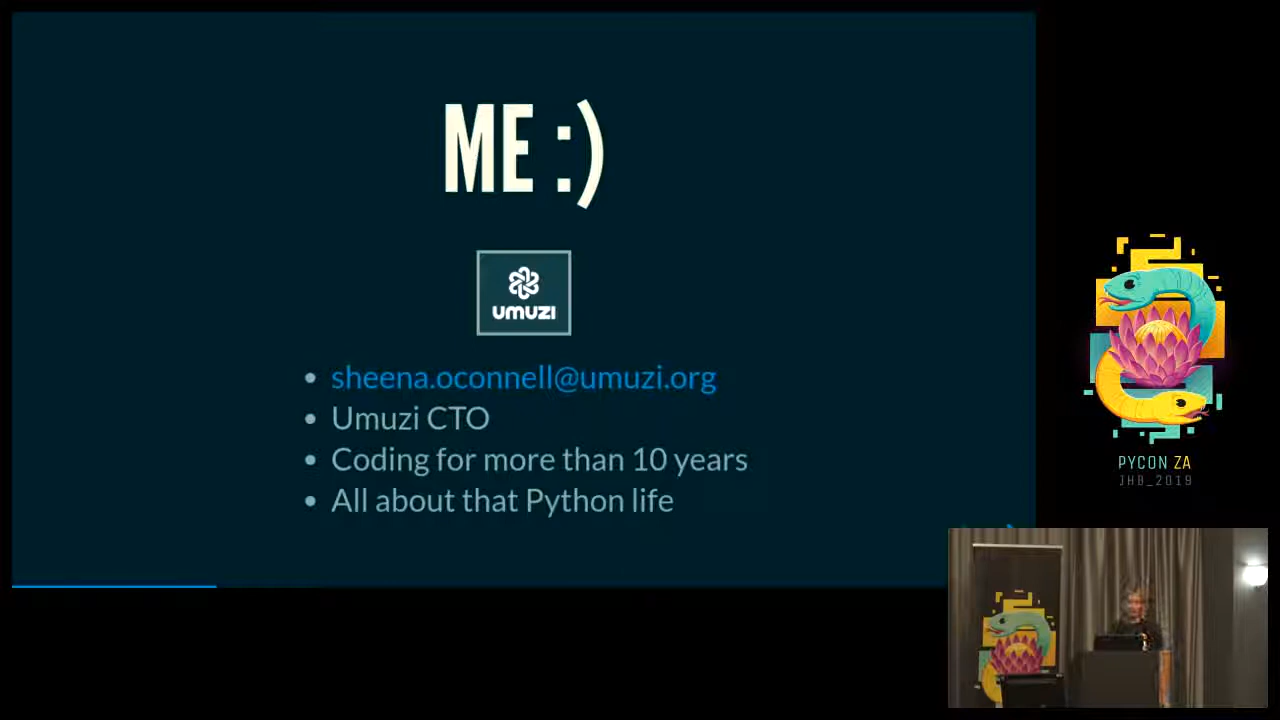 ME :)
UMUZI
sheena.oconnell@umuzi.org
Umuzi CTO
Coding for more than 10 years
All about that Python life
PYCON ZA
JHB_2019